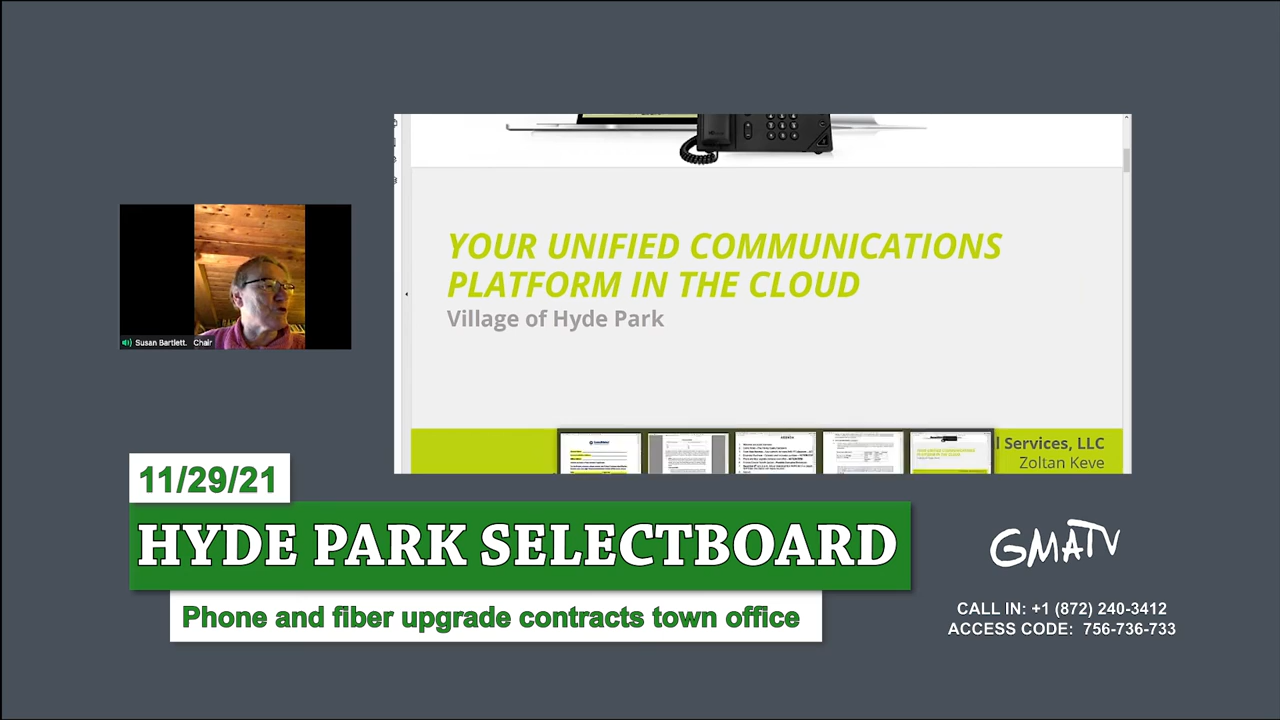 YOUR UNIFIED COMMUNICATIONS
PLATFORM IN THE CLOUD
Village of Hyde Park
l Services, LLC
Zoltan Keve
Susan Bartlett. Chair
AGENDA
11/29/21
HYDE PARK SELECTBOARD
Phone and fiber upgrade contracts town office
GMATV
CALL IN: +1 (872) 240-3412
ACCESS CODE: 756-736-733